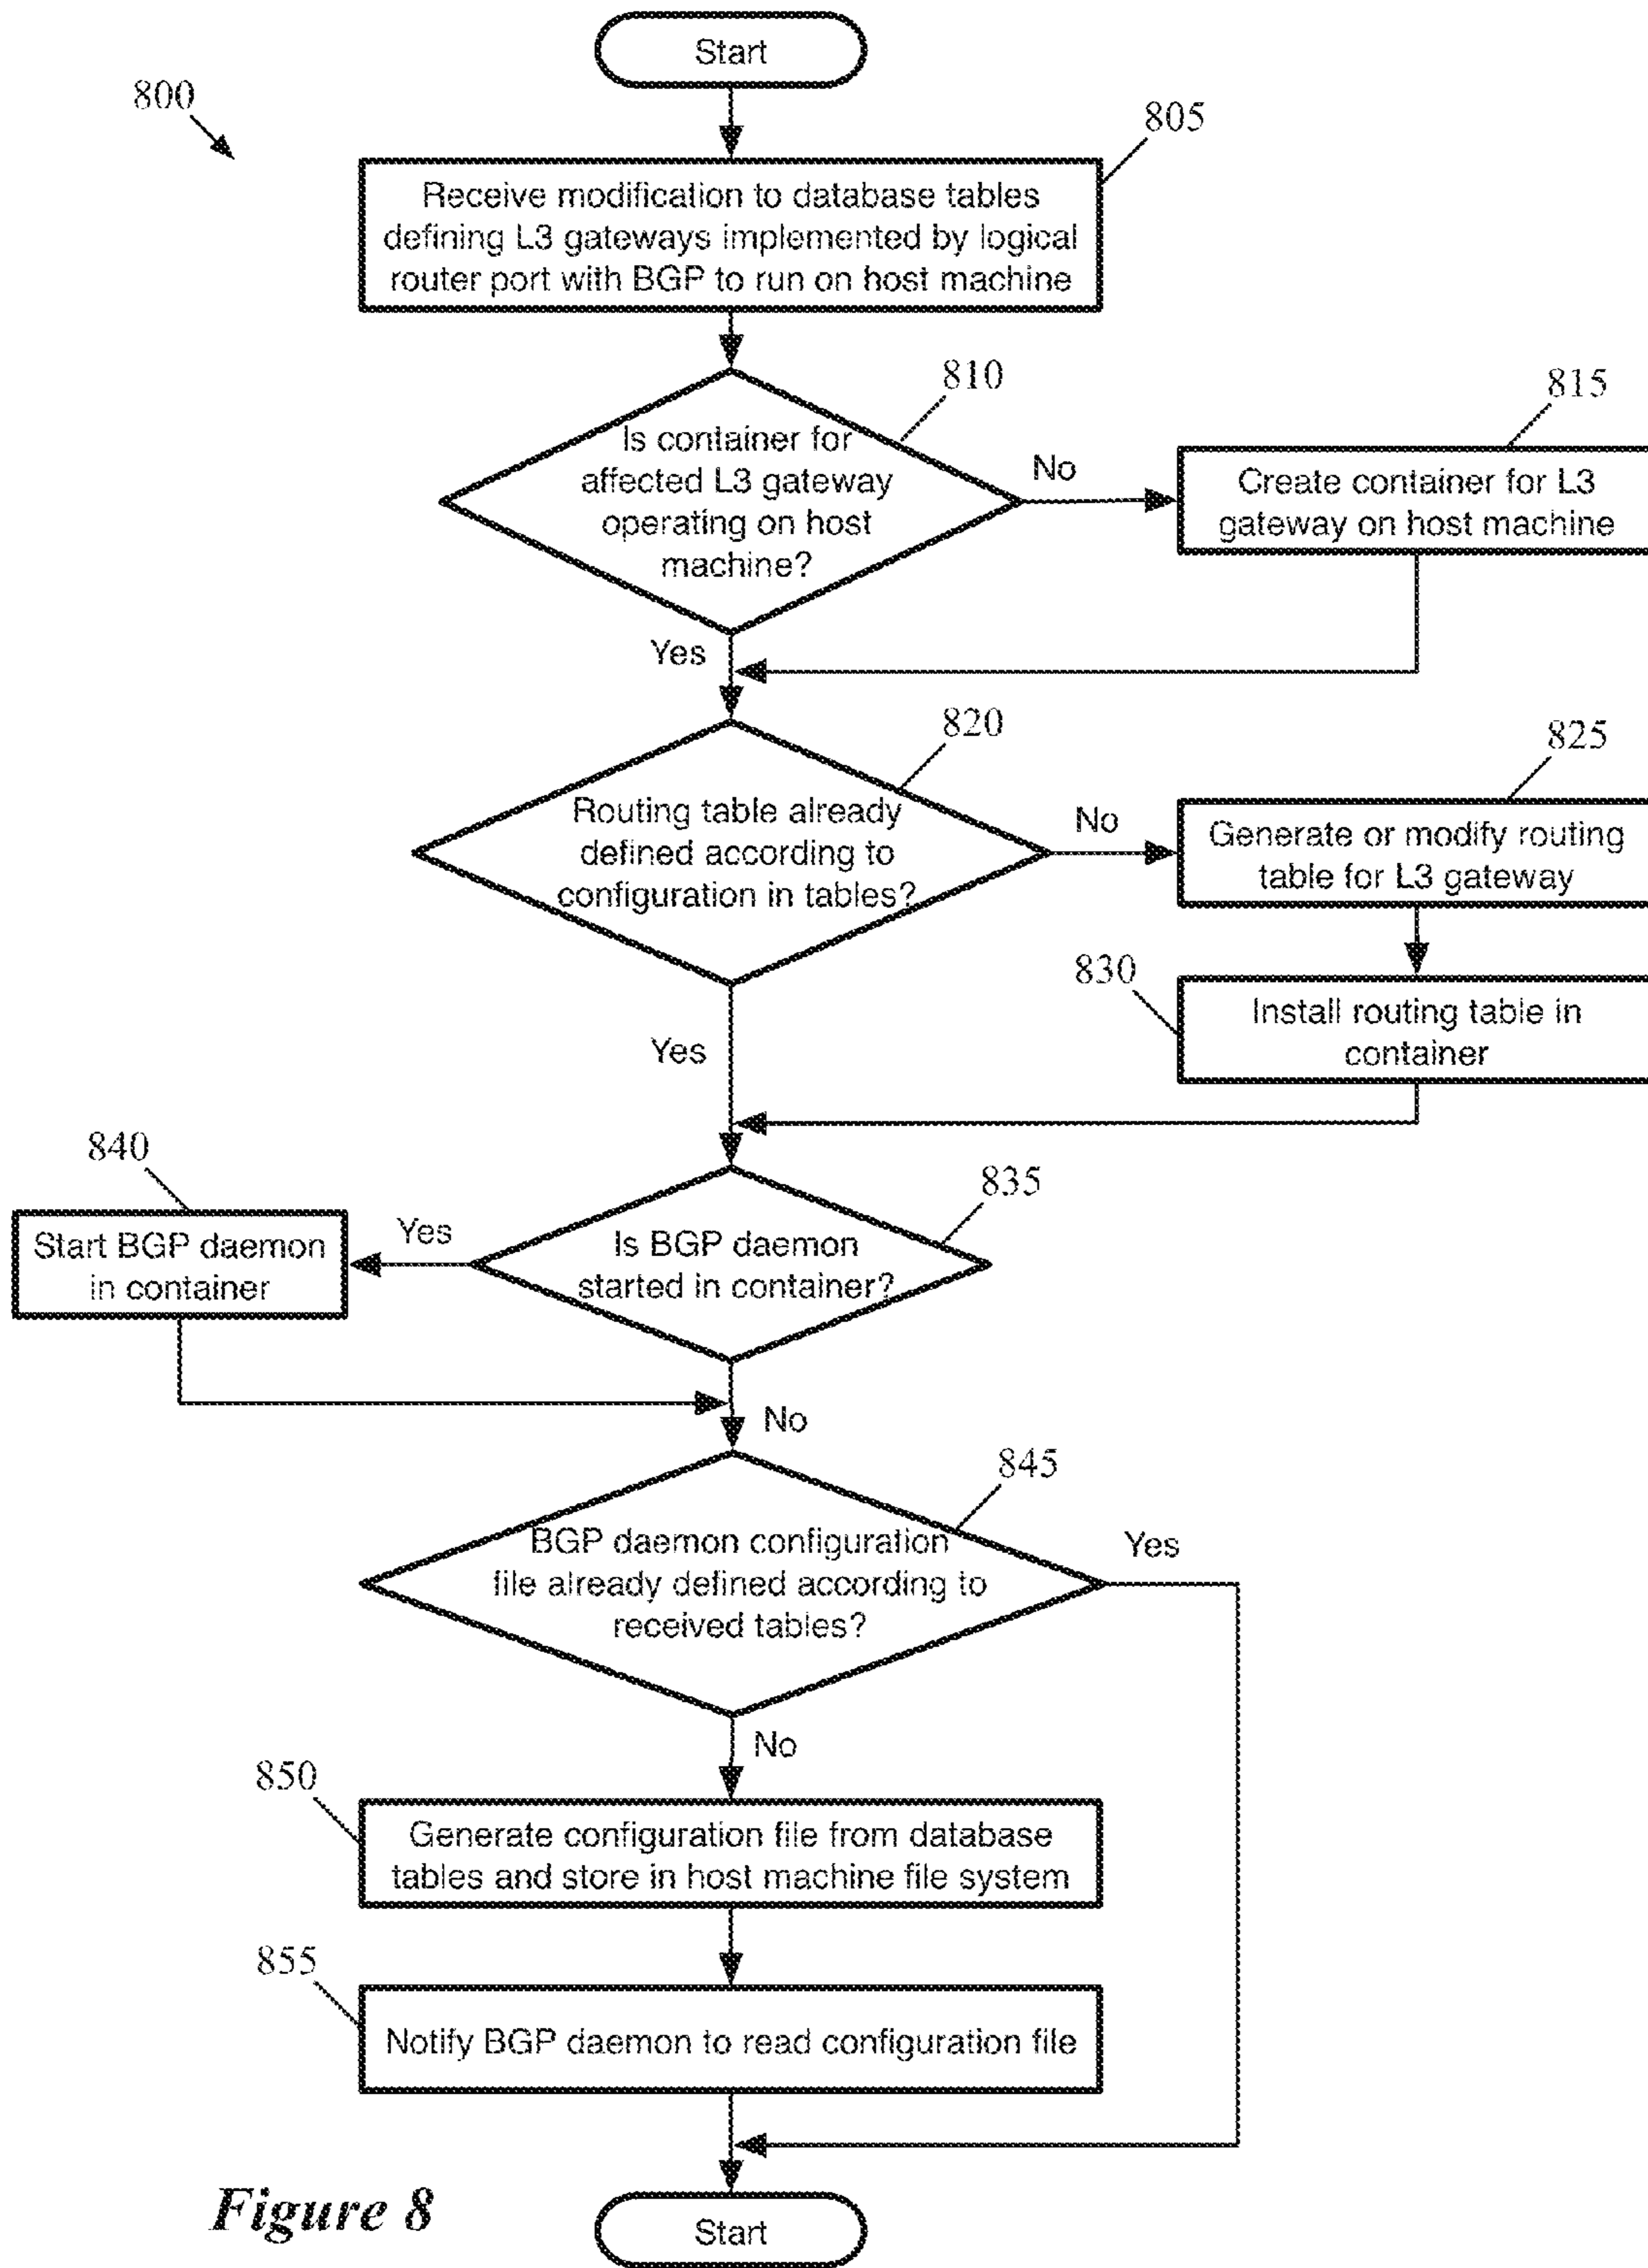 Start
800
805
Receive modification to database tables
defining L3 gateways implemented by logical
router port with BGP to run on host machine
810
Is container for
affected L3 gateway
operating on host
machine?
No
815
Create container for L3
gateway on host machine
Yes
820
Routing table already
defined according to
configuration in tables?
No
825
Generate or modify routing
table for L3 gateway
830
Install routing table in
container
Yes
840
Start BGP daemon
in container
Yes
835
Is BGP daemon
started in container?
No
845
BGP daemon configuration
file already defined according to
received tables?
Yes
No
850
Generate configuration file from database
tables and store in host machine file system
855
Notify BGP daemon to read configuration file
Figure 8
Start